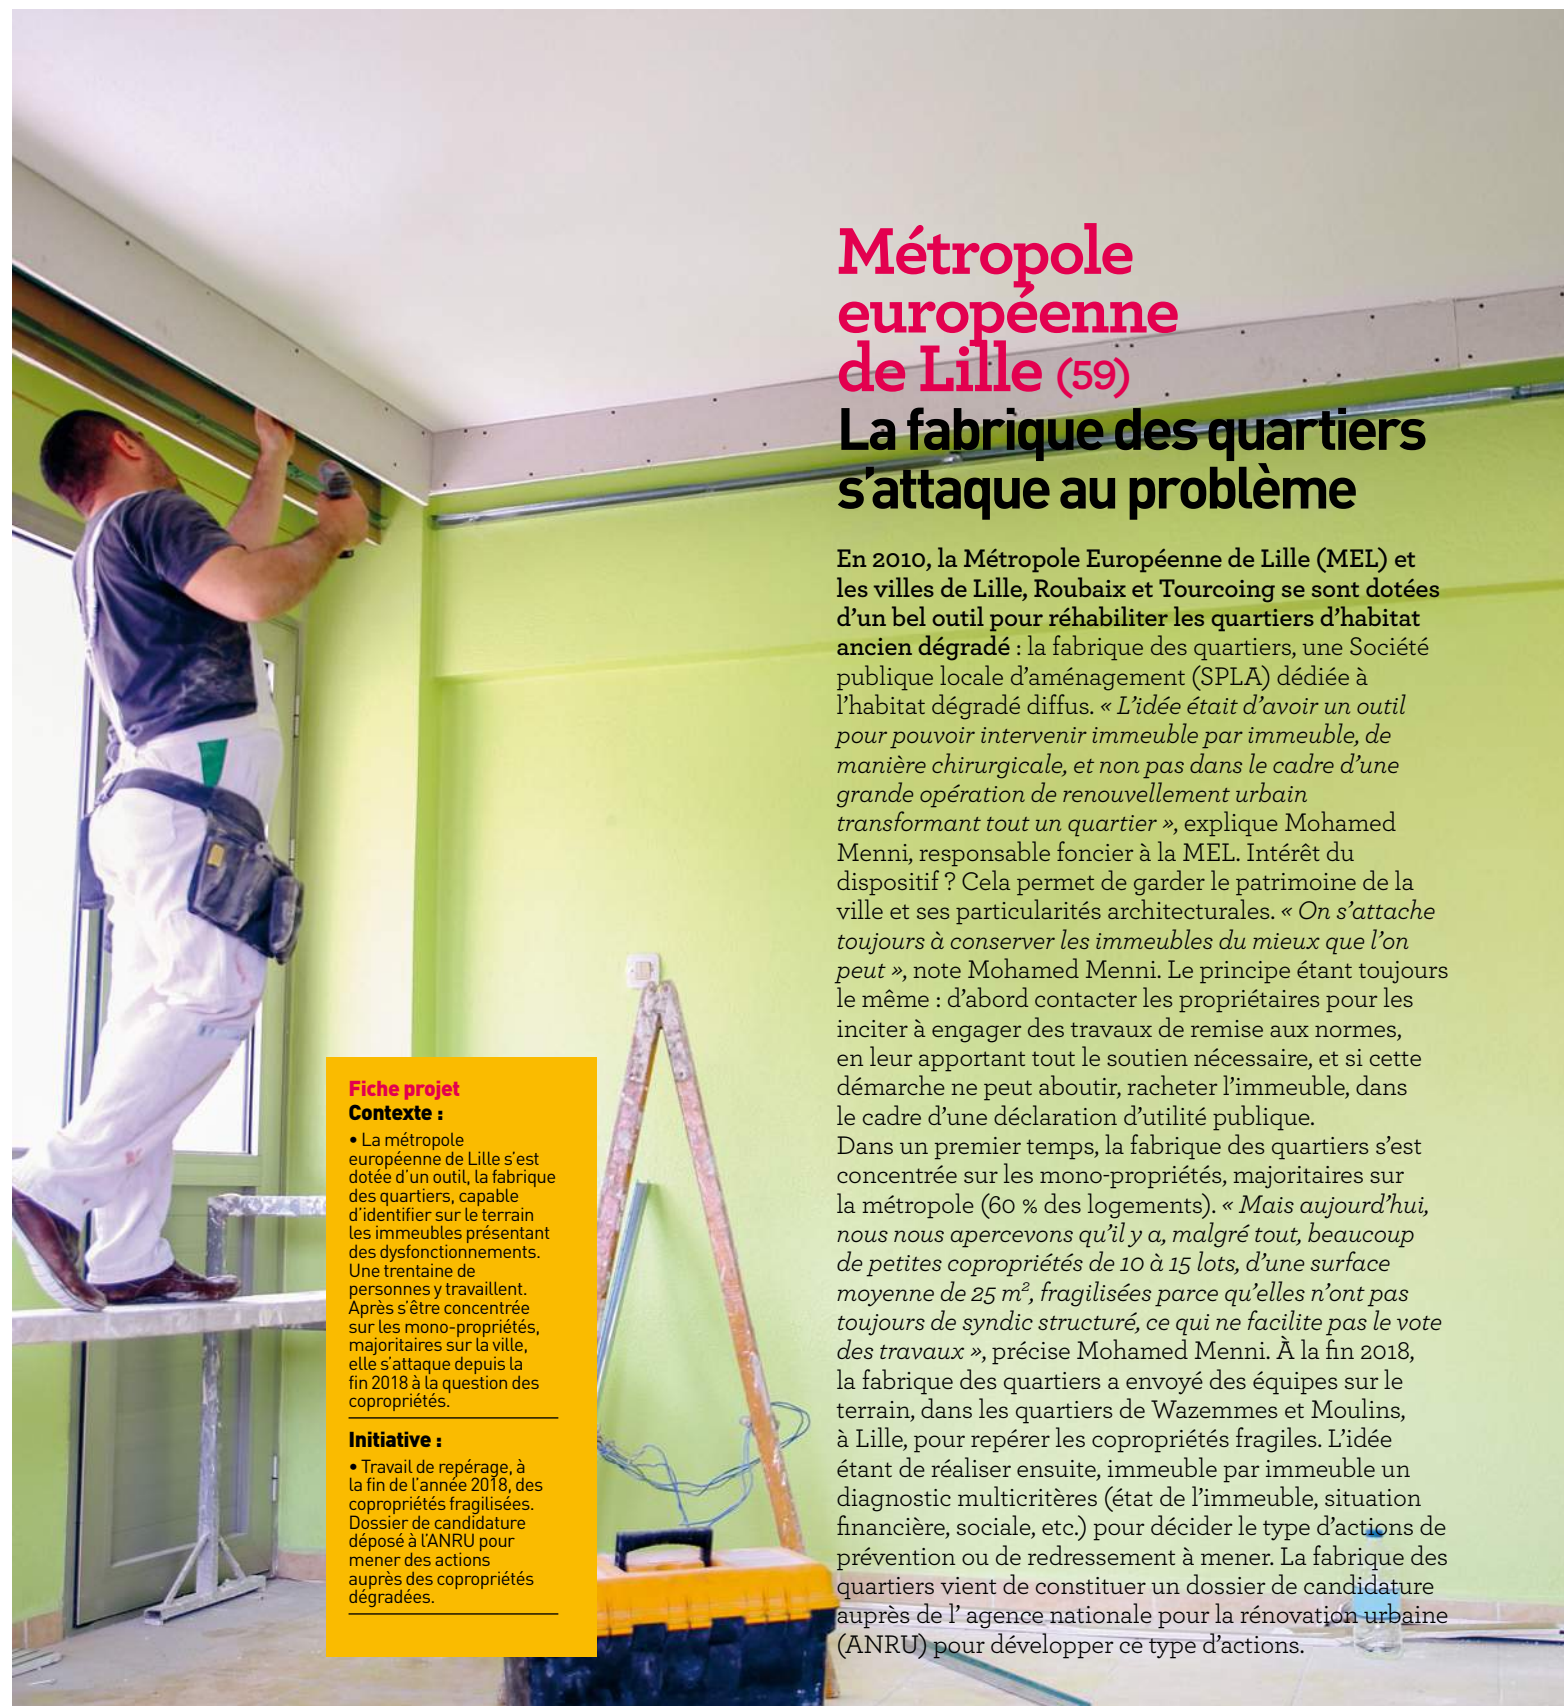 Métropole
européenne
de Lille (59)
La fabrique des quartiers
s’attaque au problème
En 2010, la Métropole Européenne de Lille (MEL) et
les villes de Lille, Roubaix et Tourcoing se sont dotées
d’un bel outil pour réhabiliter les quartiers d’habitat
ancien dégradé : la fabrique des quartiers, une Société
publique locale d’aménagement (SPLA) dédiée à
l’habitat dégradé diffus. « L’idée était d’avoir un outil
pour pouvoir intervenir immeuble par immeuble, de
manière chirurgicale, et non pas dans le cadre d’une
grande opération de renouvellement urbain
transformant tout un quartier », explique Mohamed
Menni, responsable foncier à la MEL. Intérêt du
dispositif ? Cela permet de garder le patrimoine de la
ville et ses particularités architecturales. « On s’attache
toujours à conserver les immeubles du mieux que l’on
peut », note Mohamed Menni. Le principe étant toujours
le même : d’abord contacter les propriétaires pour les
inciter à engager des travaux de remise aux normes,
en leur apportant tout le soutien nécessaire, et si cette
démarche ne peut aboutir, racheter l’immeuble, dans
le cadre d’une déclaration d’utilité publique.
Dans un premier temps, la fabrique des quartiers s’est
concentrée sur les mono-propriétés, majoritaires sur
la métropole (60 % des logements). « Mais aujourd’hui,
nous nous apercevons qu’il y a, malgré tout, beaucoup
de petites copropriétés de 10 à 15 lots, d’une surface
moyenne de 25 m², fragilisées parce qu’elles n’ont pas
toujours de syndic structuré, ce qui ne facilite pas le vote
des travaux », précise Mohamed Menni. À la fin 2018,
la fabrique des quartiers a envoyé des équipes sur le
terrain, dans les quartiers de Wazemmes et Moulins,
à Lille, pour repérer les copropriétés fragiles. L’idée
étant de réaliser ensuite, immeuble par immeuble un
diagnostic multicritères (état de l’immeuble, situation
financière, sociale, etc.) pour décider le type d’actions de
prévention ou de redressement à mener. La fabrique des
quartiers vient de constituer un dossier de candidature
auprès de l’ agence nationale pour la rénovation urbaine
(ANRU) pour développer ce type d’actions.
Fiche projet
Contexte :
• La métropole
européenne de Lille s’est
dotée d’un outil, la fabrique
des quartiers, capable
d’identifier sur le terrain
les immeubles présentant
des dysfonctionnements.
Une trentaine de
personnes y travaillent.
Après s’être concentrée
sur les mono-propriétés,
majoritaires sur la ville,
elle s’attaque depuis la
fin 2018 à la question des
copropriétés.
Initiative :
• Travail de repérage, à
la fin de l’année 2018, des
copropriétés fragilisées.
Dossier de candidature
déposé à l’ANRU pour
mener des actions
auprès des copropriétés
dégradées.